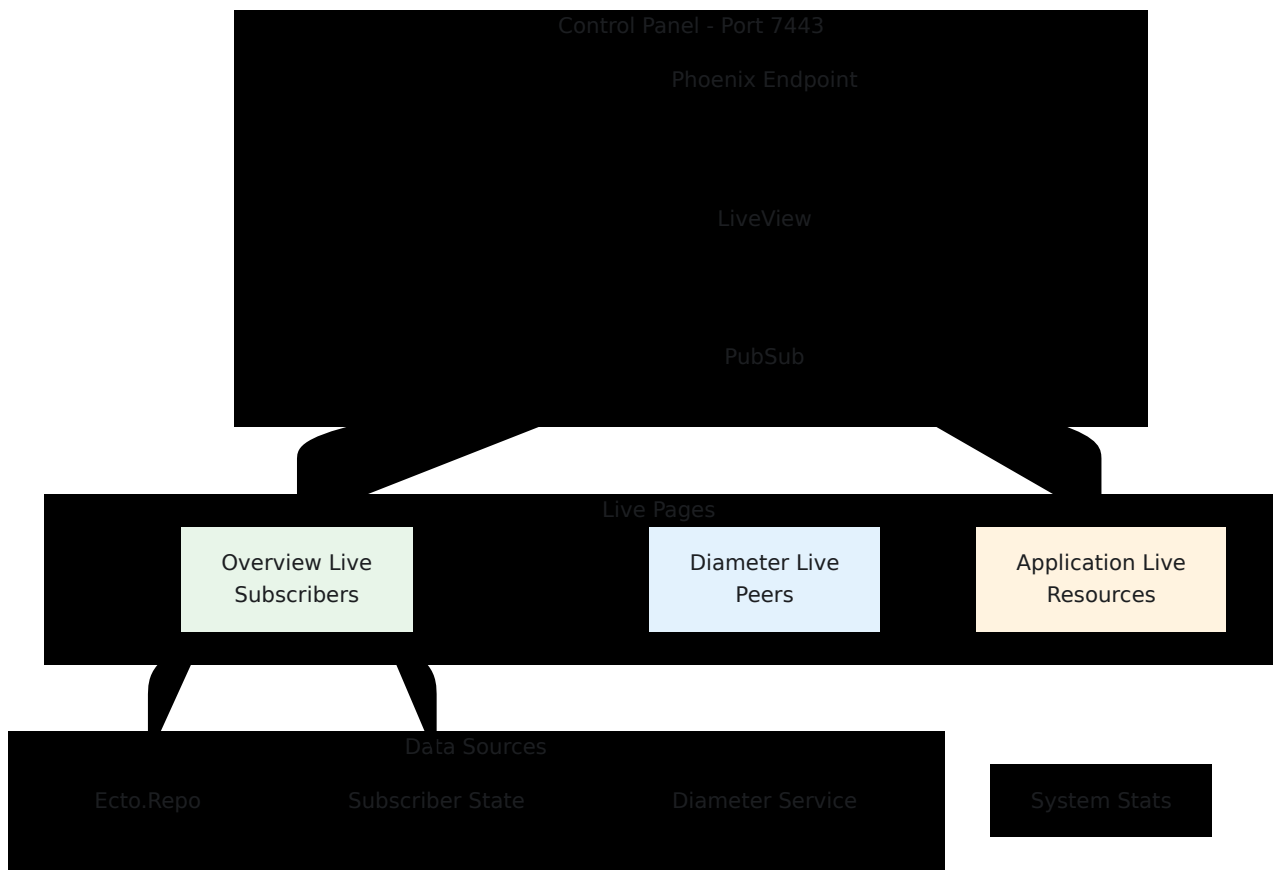 Control Panel - Port 7443
Phoenix Endpoint
LiveView
PubSub
Live Pages
Overview Live
Subscribers
Diameter Live
Peers
Application Live
Resources
Data Sources
Ecto.Repo
Subscriber State
Diameter Service
System Stats